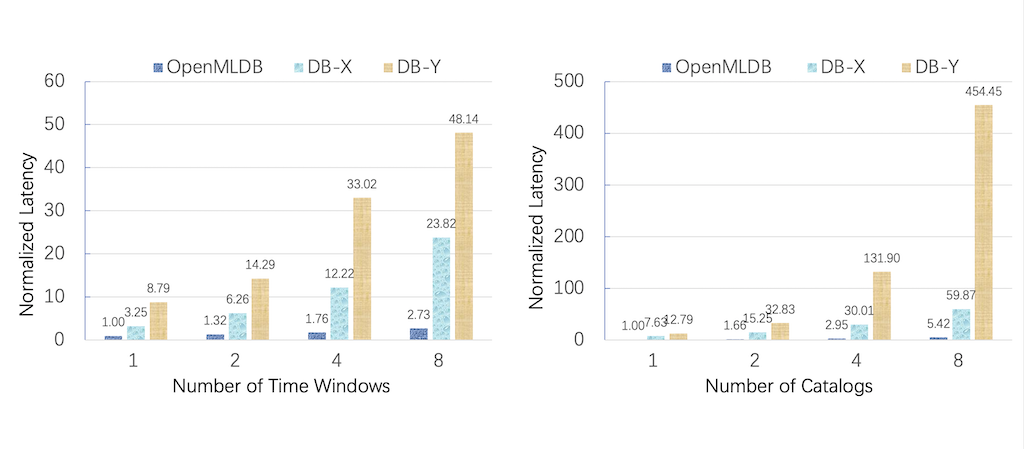 OpenMLDB DB-X DB-Y
60
50
40
30
20
10
0
Normalized Latency
1.00 3.25 8.79
1.32 6.26 14.29
1.76 12.22 33.02
2.73 23.82 48.14
1 2 4 8
Number of Time Windows
OpenMLDB DB-X DB-Y
500
400
300
200
100
0
Normalized Latency
1.00 7.63 12.79
1.66 15.25 32.83
2.95 30.01 131.90
5.42 59.87 454.45
1 2 4 8
Number of Catalogs